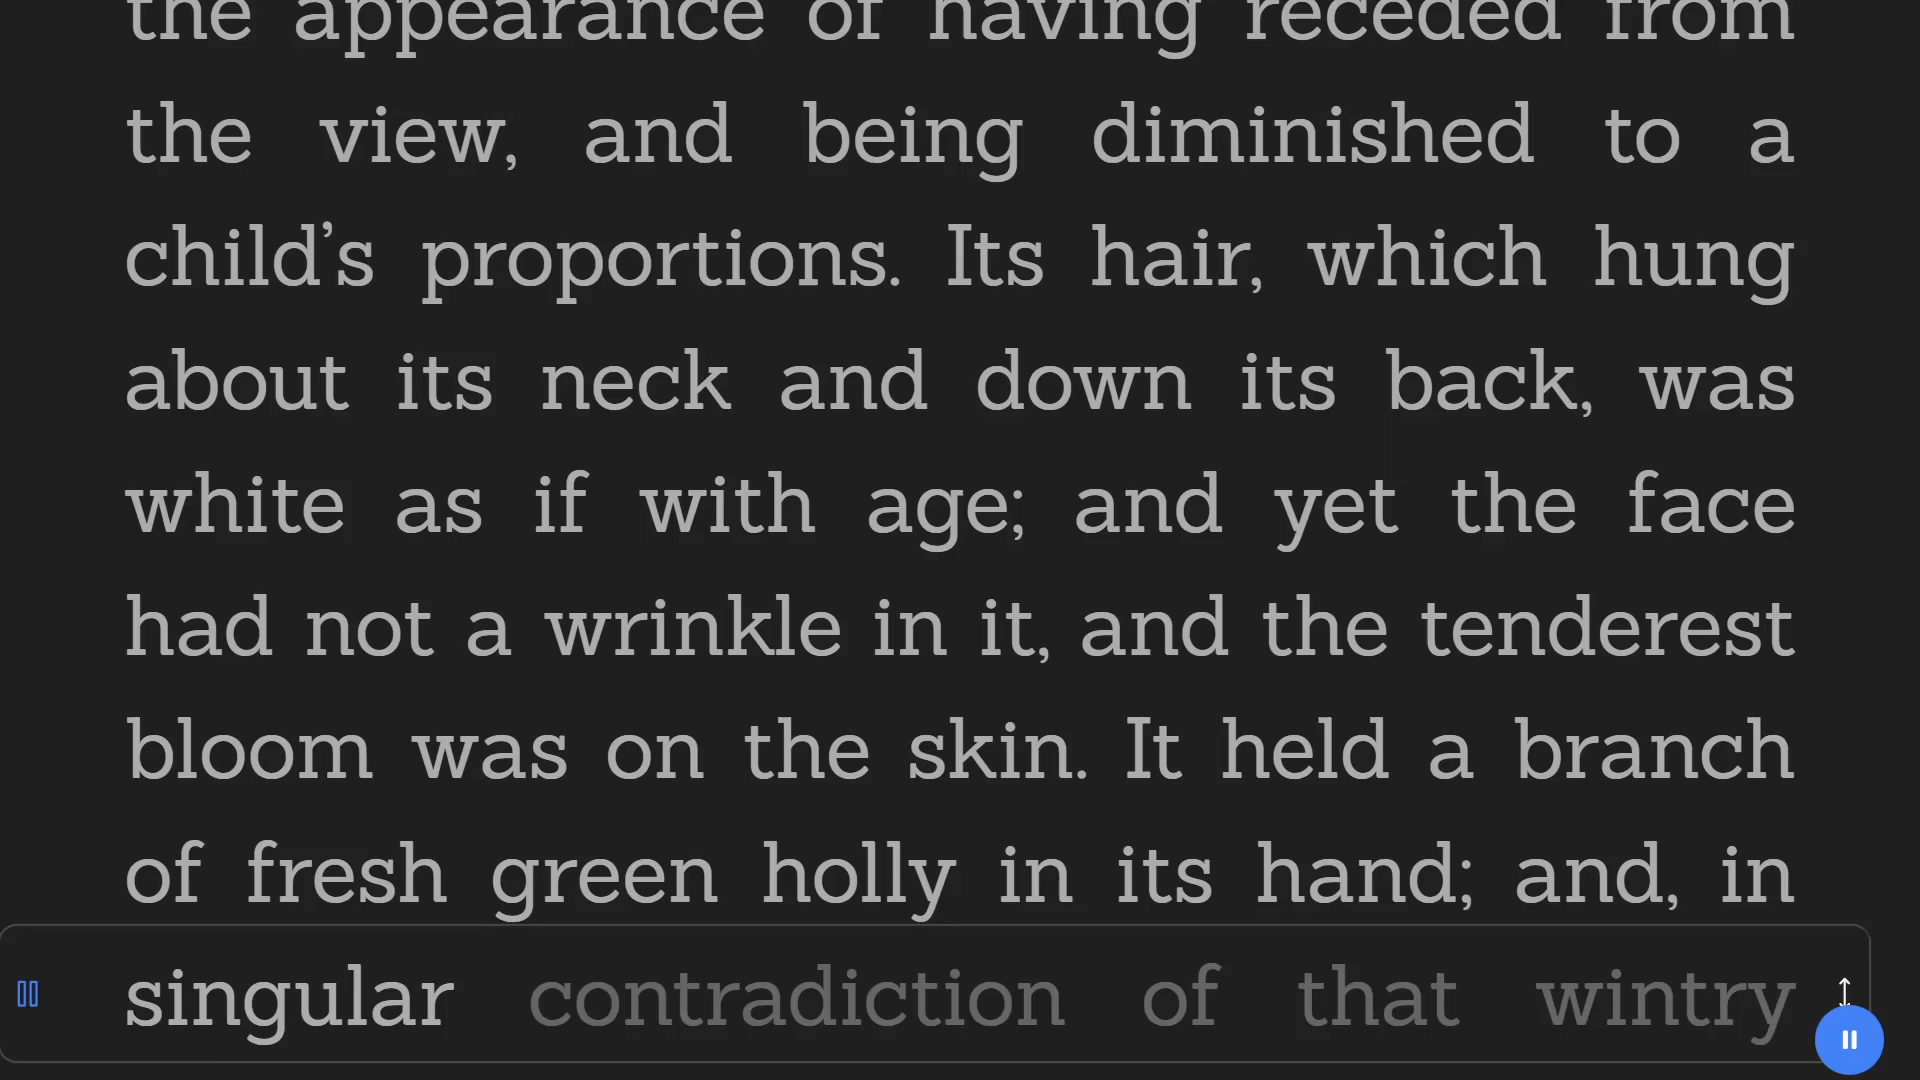 the appearance of having receded from
the view, and being diminished to a
child’s proportions. Its hair, which hung
about its neck and down its back, was
white as if with age; and yet the face
had not a wrinkle in it, and the tenderest
bloom was on the skin. It held a branch
of fresh green holly in its hand; and, in
singular contradiction of that wintry